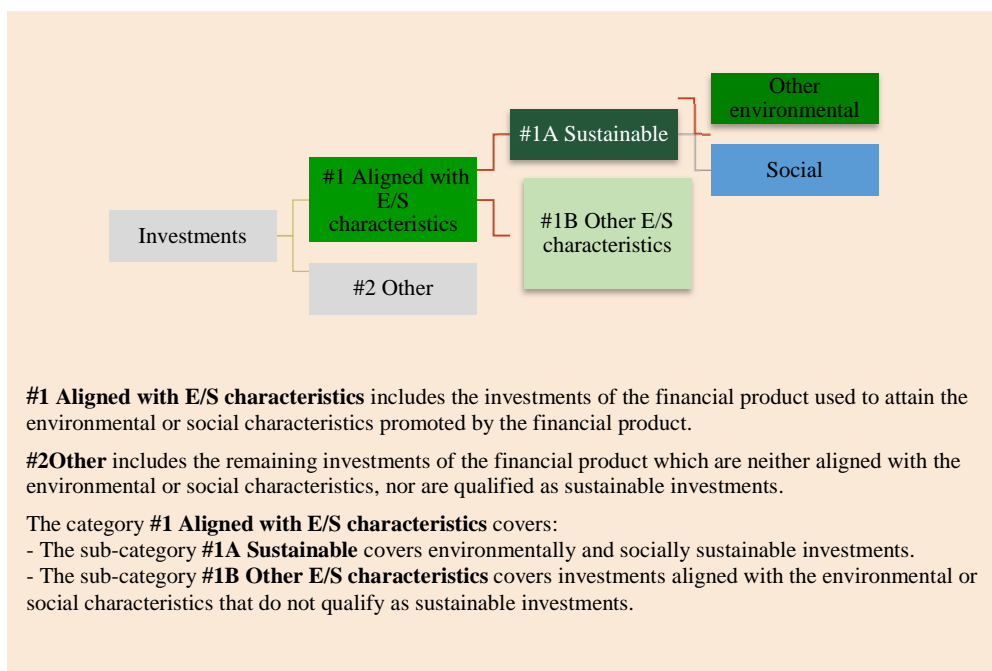 Other
environmental
#1A Sustainable
Social
#1 Aligned with
E/S
characteristics
#1B Other E/S
characteristics
Investments
#2 Other
#1 Aligned with E/S characteristics includes the investments of the financial product used to attain the
environmental or social characteristics promoted by the financial product.
#2Other includes the remaining investments of the financial product which are neither aligned with the
environmental or social characteristics, nor are qualified as sustainable investments.
The category #1 Aligned with E/S characteristics covers:
- The sub-category #1A Sustainable covers environmentally and socially sustainable investments.
- The sub-category #1B Other E/S characteristics covers investments aligned with the environmental or
social characteristics that do not qualify as sustainable investments.